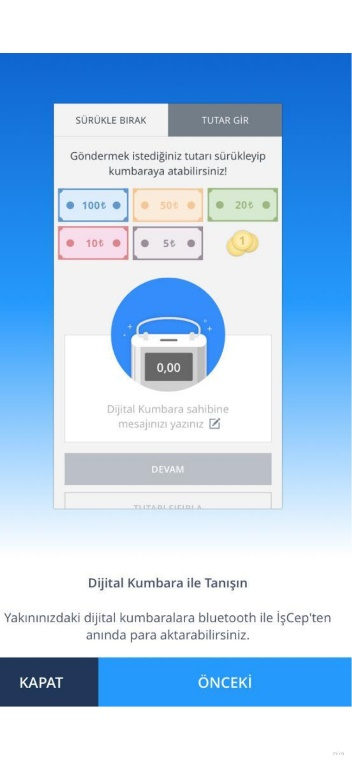 SÜRÜKLE BIRAK
TUTAR GİR
Göndermek istediğiniz tutarı sürükleyip
kumbaraya atabilirsiniz!
100₺
50₺
20₺
10₺
5₺
1
0,00
Dijital Kumbara sahibine
mesajınızı yazınız
DEVAM
TUTARI SIFIRLA
Dijital Kumbara ile Tanışın
Yakınınızdaki dijital kumbaralara bluetooth ile İşCep'ten
anında para aktarabilirsiniz.
KAPAT
ÖNCEKİ